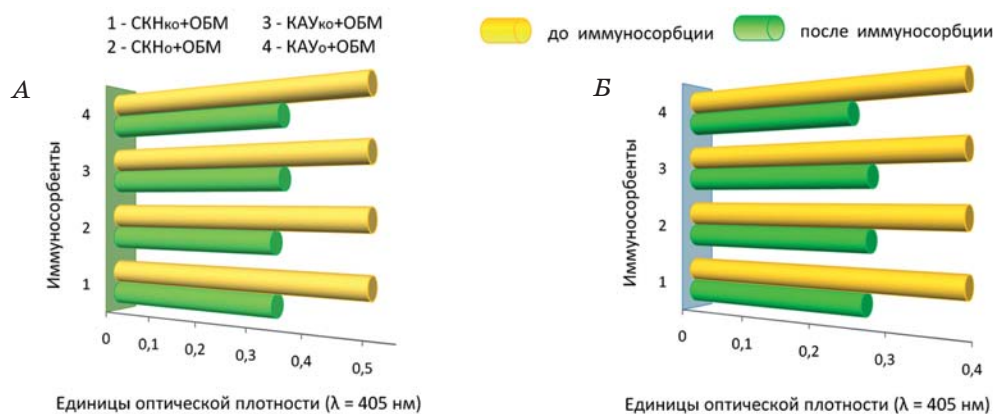 1 - СКНко+ОБМ 3 - КАУко+ОБМ
2 - СКНо+ОБМ 4 - КАУо+ОБМ
до иммуносорбции после иммуносорбции
А
Иммуносорбенты
4
3
2
1
0 0,1 0,2 0,3 0,4 0,5
Единицы оптической плотности (λ = 405 нм)
Б
Иммуносорбенты
4
3
2
1
0 0,1 0,2 0,3 0,4
Единицы оптической плотности (λ = 405 нм)